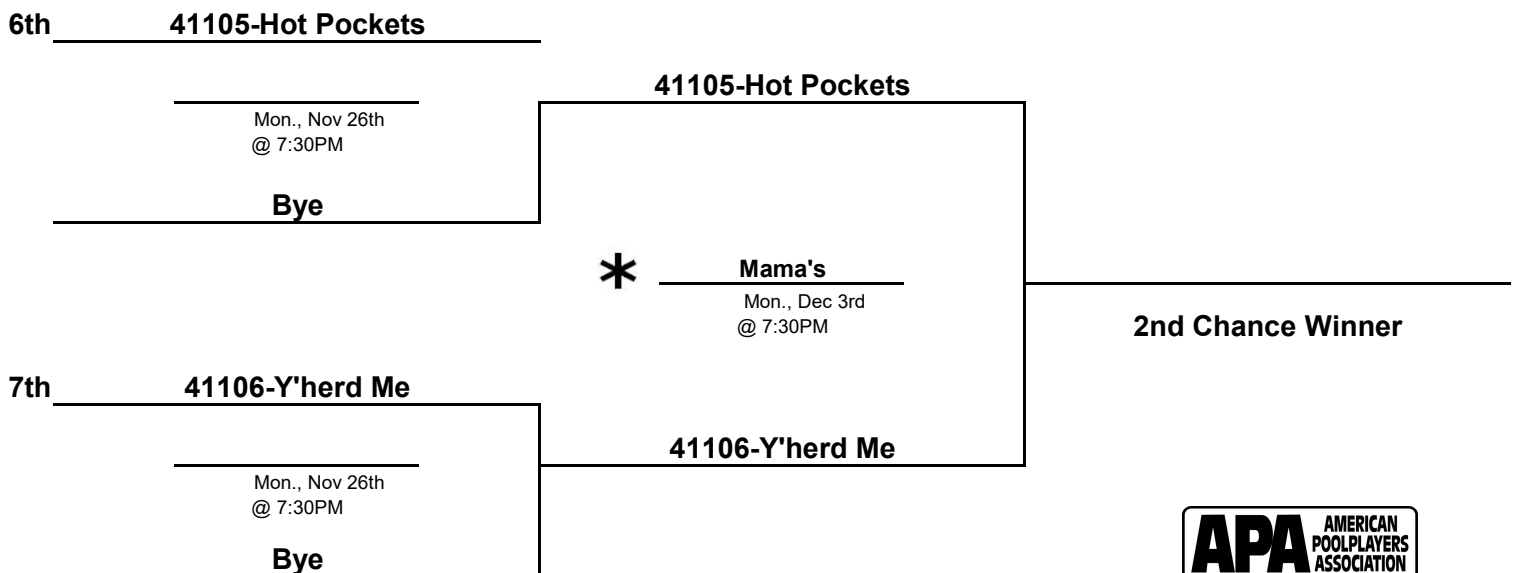 6th 41105-Hot Pockets
41105-Hot Pockets
Mon., Nov 26th
@ 7:30PM
Bye
* Mama's
Mon., Dec 3rd
@ 7:30PM
2nd Chance Winner
7th 41106-Y'herd Me
41106-Y'herd Me
Mon., Nov 26th
@ 7:30PM
Bye
APA AMERICAN
POOLPLAYERS
ASSOCIATION